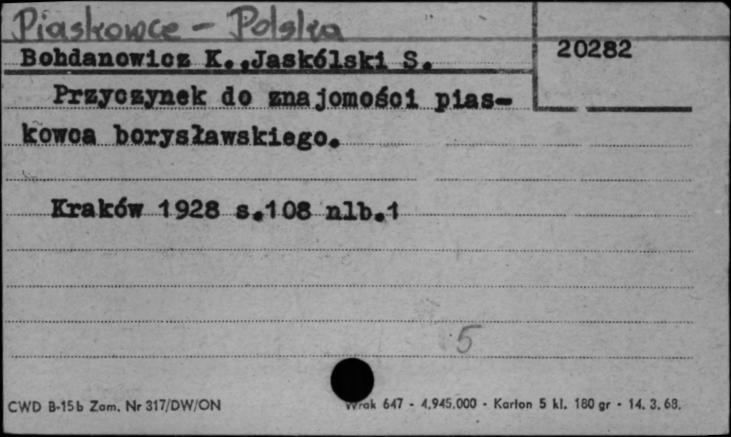 Piaskowce - Polska
Bohdanowicz K.,Jaskólski S.
20282
Przyczynek do znajomości pias-
kowca borysławskiego.
Kraków 1928 s.108 nlb.1
5
CWD B-15b Zam. Nr 317/DW/ON
Wrak 647 - 4.945.000 - Karton 5 kl. 180 gr - 14. 3. 68.